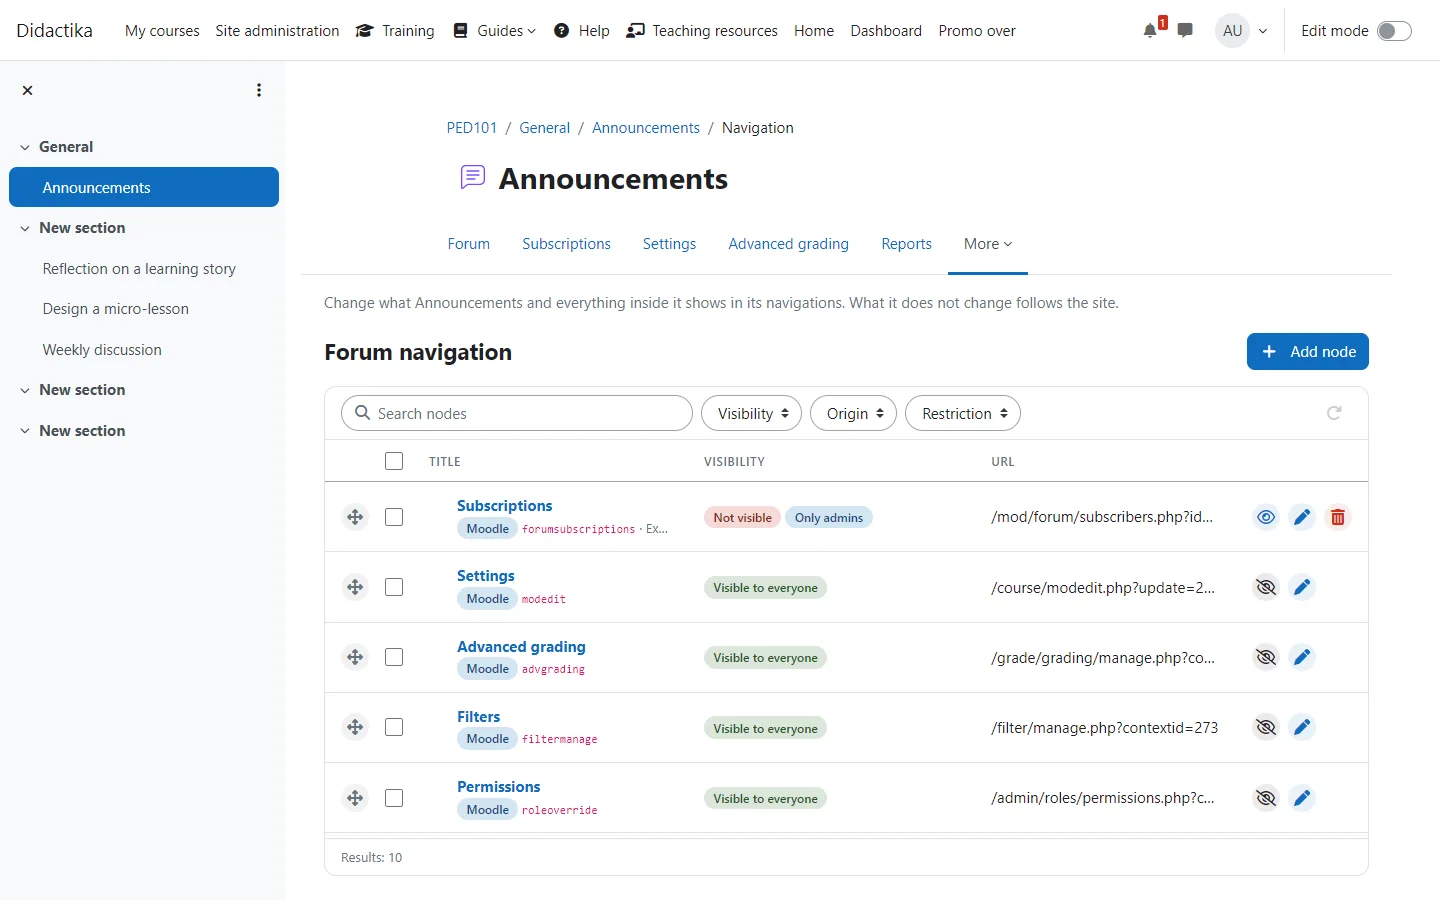 Didactika
My courses
Site administration
Training
Guides
Help
Teaching resources
Home
Dashboard
Promo over
1
AU
Edit mode
General
Announcements
New section
Reflection on a learning story
Design a micro-lesson
Weekly discussion
New section
New section
PED101 / General / Announcements / Navigation
Announcements
Forum
Subscriptions
Settings
Advanced grading
Reports
More
Change what Announcements and everything inside it shows in its navigations. What it does not change follows the site.
Forum navigation
Add node
Search nodes
Visibility
Origin
Restriction
TITLE
VISIBILITY
URL
Subscriptions
Moodle forumsubscriptions · Ex...
Not visible
Only admins
/mod/forum/subscribers.php?id...
Settings
Moodle modedit
Visible to everyone
/course/modedit.php?update=2...
Advanced grading
Moodle advgrading
Visible to everyone
/grade/grading/manage.php?co...
Filters
Moodle filtermanage
Visible to everyone
/filter/manage.php?contextid=273
Permissions
Moodle roleoverride
Visible to everyone
/admin/roles/permissions.php?c...
Results: 10